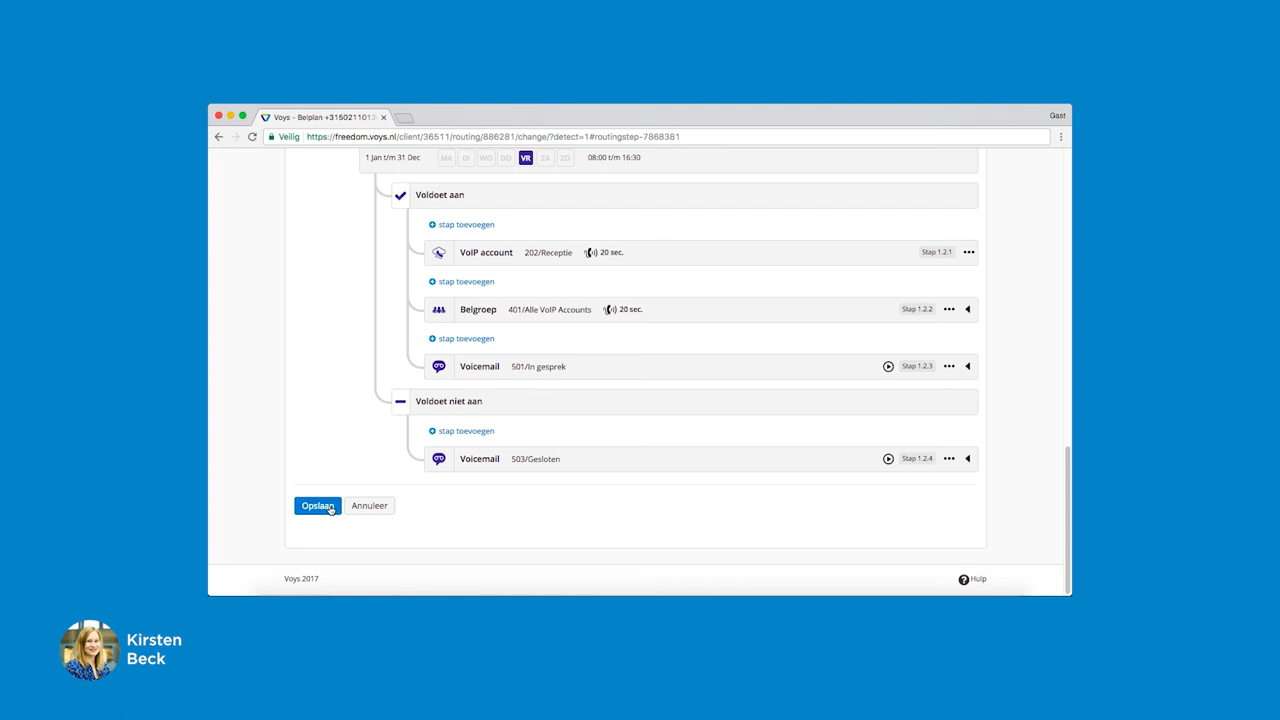 Voys - Belplan +3150211013
Gast
Veilig https://freedom.voys.nl/client/36511/routing/886281/change/?detect=1#routingstep-7868381
1 Jan t/m 31 Dec MA DI WO DO VR ZA ZO 08:00 t/m 16:30
Voldoet aan
stap toevoegen
VoIP account 202/Receptie 20 sec. Stap 1.2.1
stap toevoegen
Belgroep 401/Alle VoIP Accounts 20 sec. Stap 1.2.2
stap toevoegen
Voicemail 501/In gesprek Stap 1.2.3
Voldoet niet aan
stap toevoegen
Voicemail 503/Gesloten Stap 1.2.4
Opslaan Annuleer
Voys 2017 Hulp
Kirsten
Beck